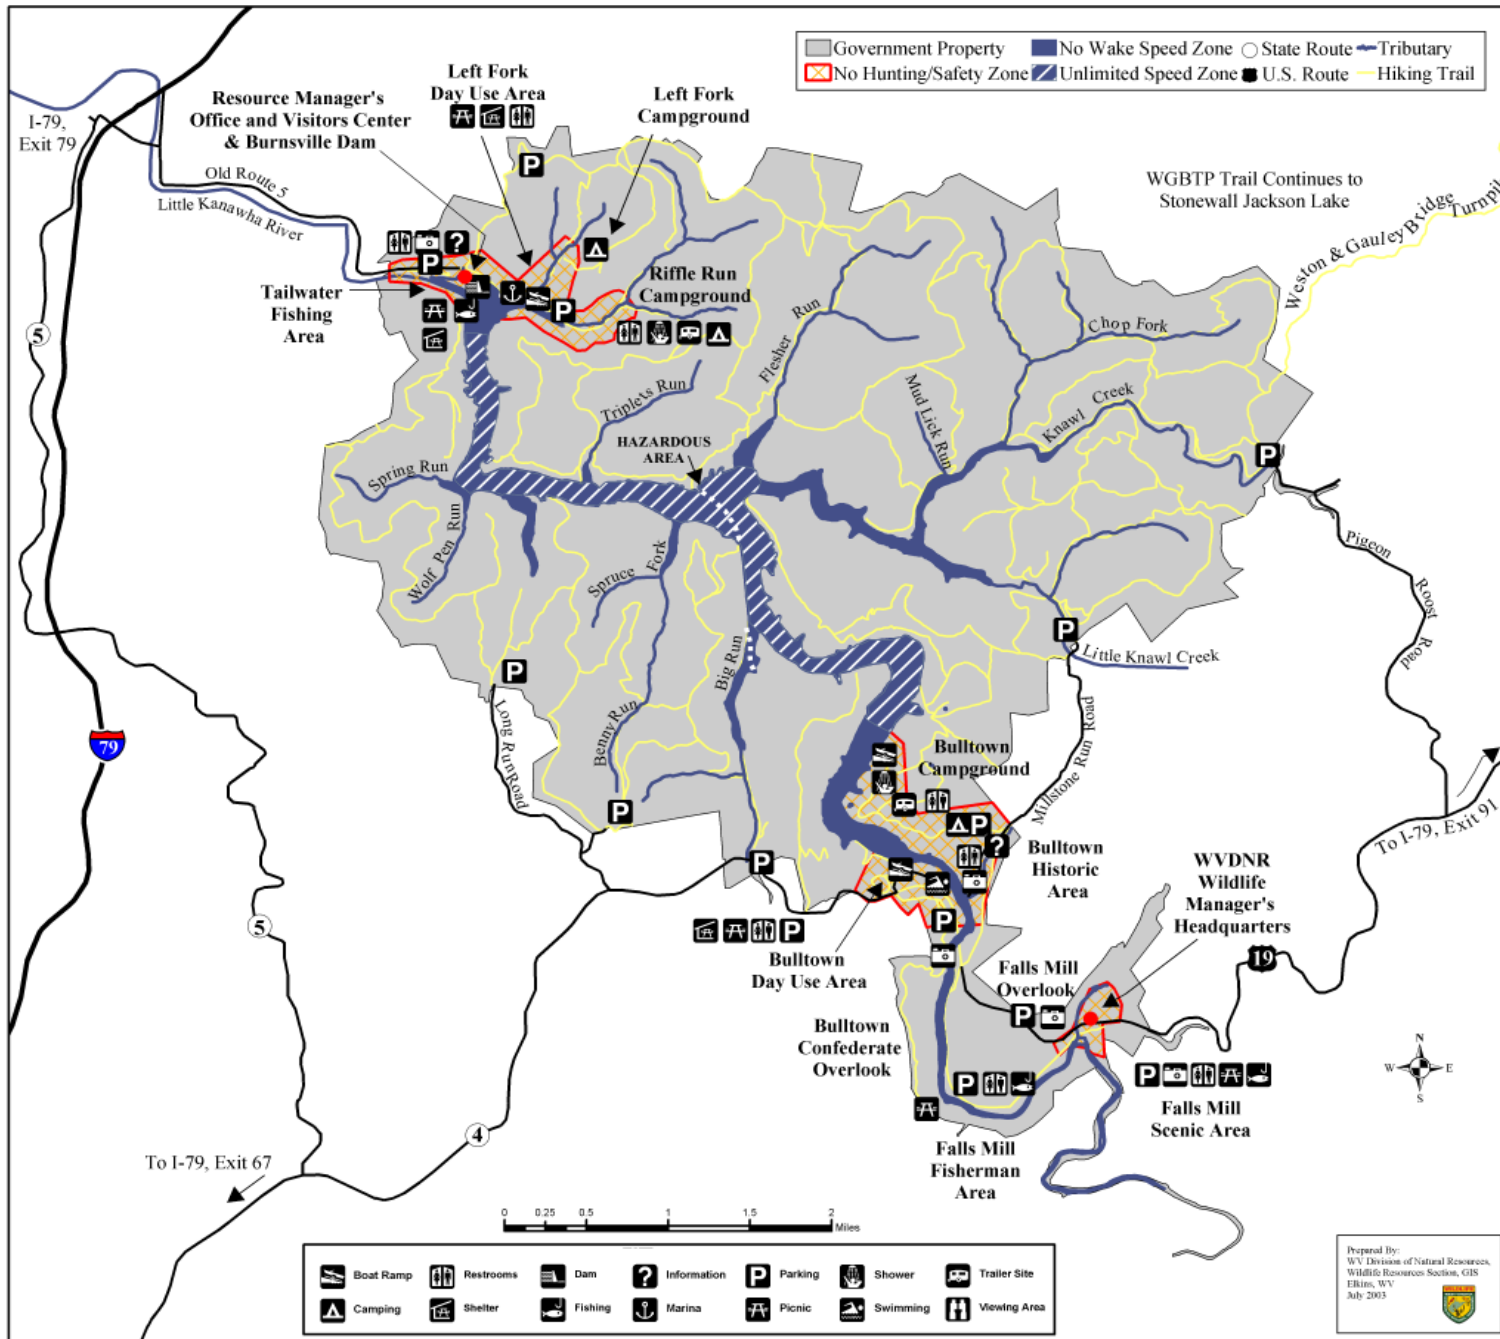 Government Property
No Wake Speed Zone
State Route
Tributary
No Hunting/Safety Zone
Unlimited Speed Zone
U.S. Route
Hiking Trail
Left Fork
Day Use Area
Resource Manager's
Office and Visitors Center
& Burnsville Dam
Left Fork
Campground
I-79,
Exit 79
Old Route 5
Little Kanawha River
WGBTP Trail Continues to
Stonewall Jackson Lake
Weston & Gauley Bridge Turnpik
P
?
P
Tailwater
Fishing
Area
Riffle Run
Campground
P
5
Flesher Run
Chop Fork
Triplets Run
Mud Lick Run
Knawl Creek
HAZARDOUS
AREA
Spring Run
P
Wolf Pen Run
Spruce Fork
Pigeon Roost Road
P
Little Knawl Creek
Big Run
P
Long Run Road
Benny Run
79
Bulltown
Campground
Millstone Run Road
P
P
?
To I-79, Exit 91
Bulltown
Historic
Area
WVDNR
Wildlife
Manager's
Headquarters
P
5
P
P
19
Bulltown
Day Use Area
Falls Mill
Overlook
P
Bulltown
Confederate
Overlook
N
W E
S
P
P
Falls Mill
Scenic Area
4
Falls Mill
Fisherman
Area
To I-79, Exit 67
0 0.25 0.5 1 1.5 2
Miles
Boat Ramp
Restrooms
Dam
? Information
P Parking
Shower
Trailer Site
Camping
Shelter
Fishing
Marina
Picnic
Swimming
Viewing Area
Prepared By:
WV Division of Natural Resources,
Wildlife Resources Section, GIS
Elkins, WV
July 2003
WILDLIFE